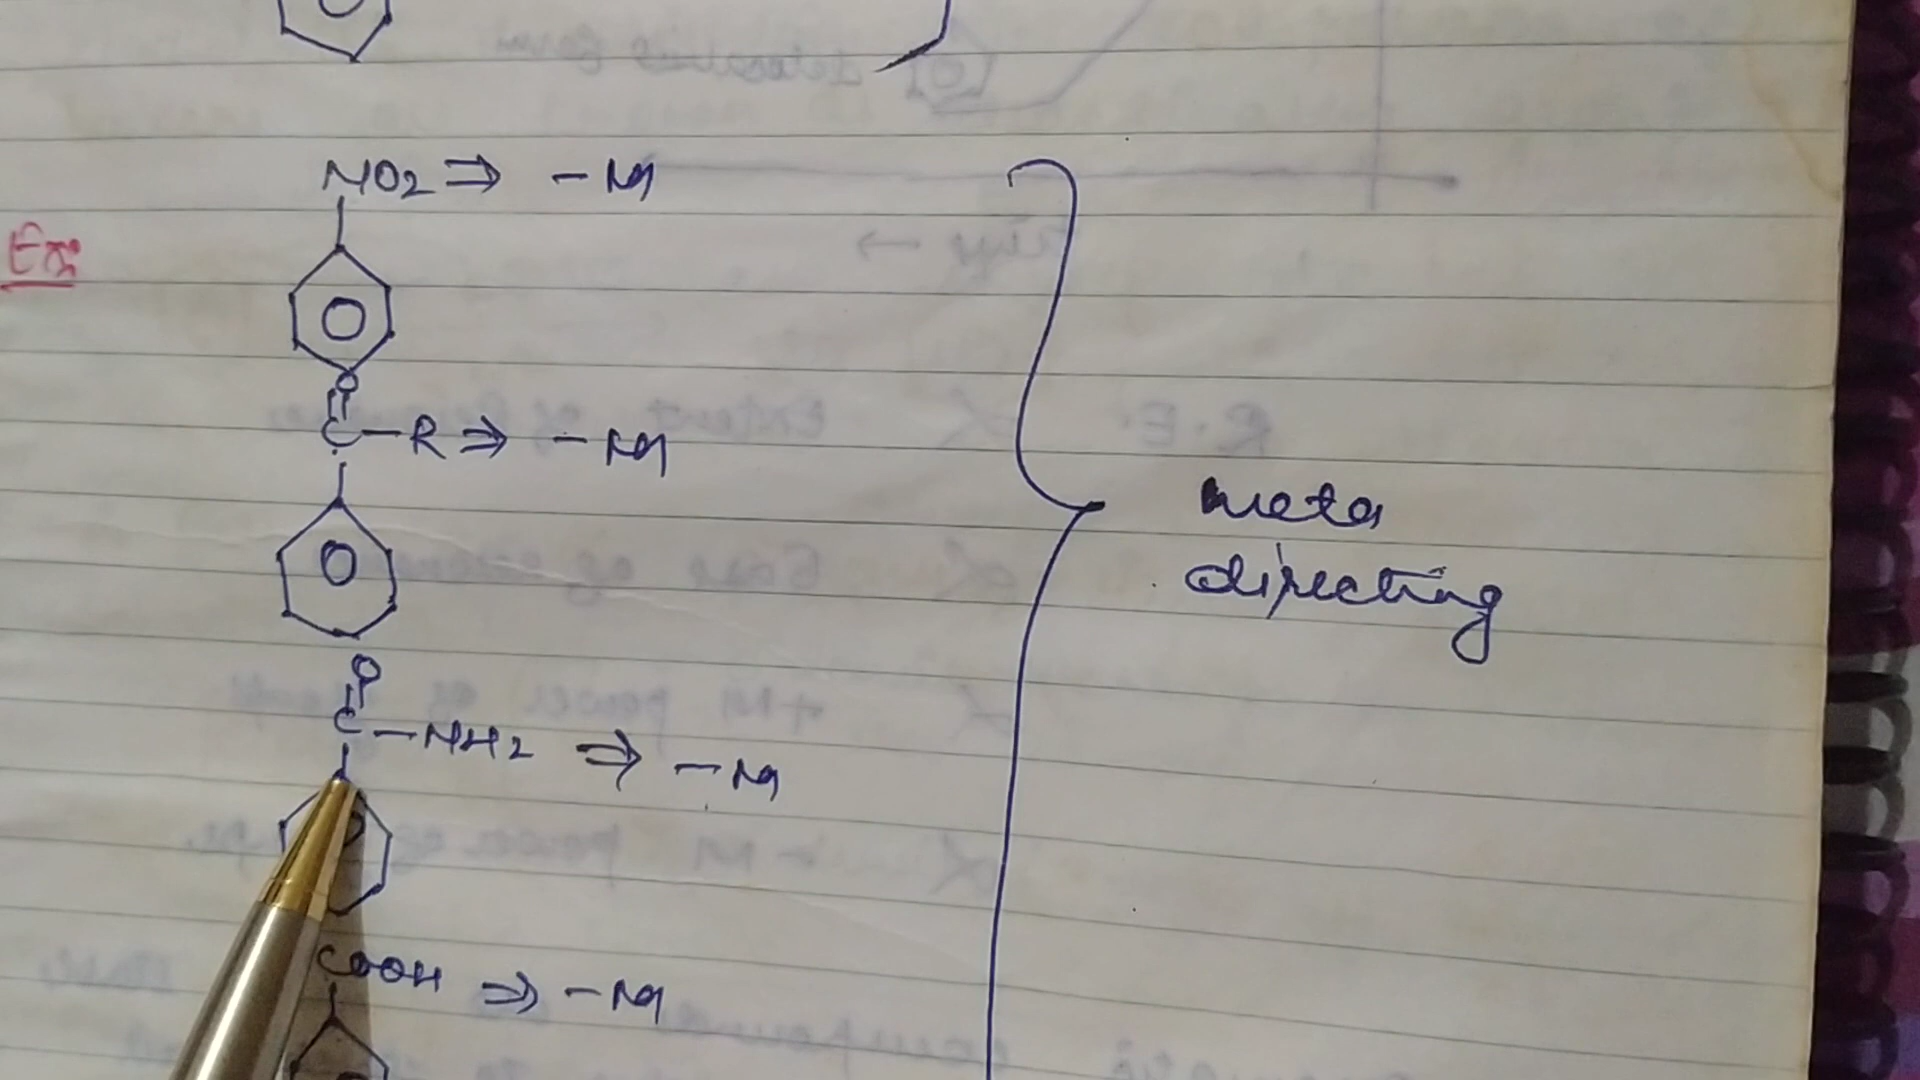 NO2 ⇒ -M
Ex:
O
C-R ⇒ -M
meta
directing
O
C-NH2 ⇒ -M
COOH ⇒ -M